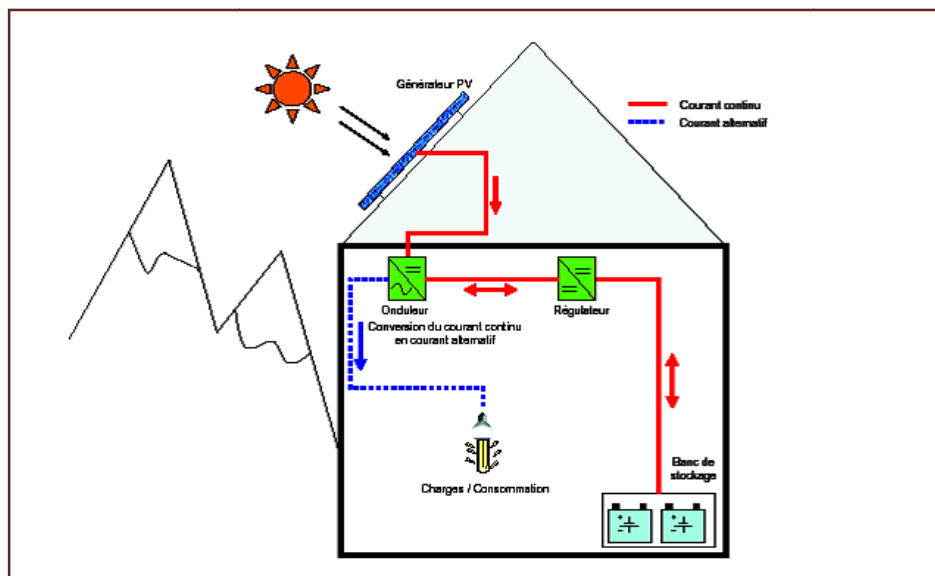 Générateur PV
Courant continu
Courant alternatif
Onduleur
Régulateur
Conversion du courant continu
en courant alternatif
Charges / Consommation
Banc de
stockage